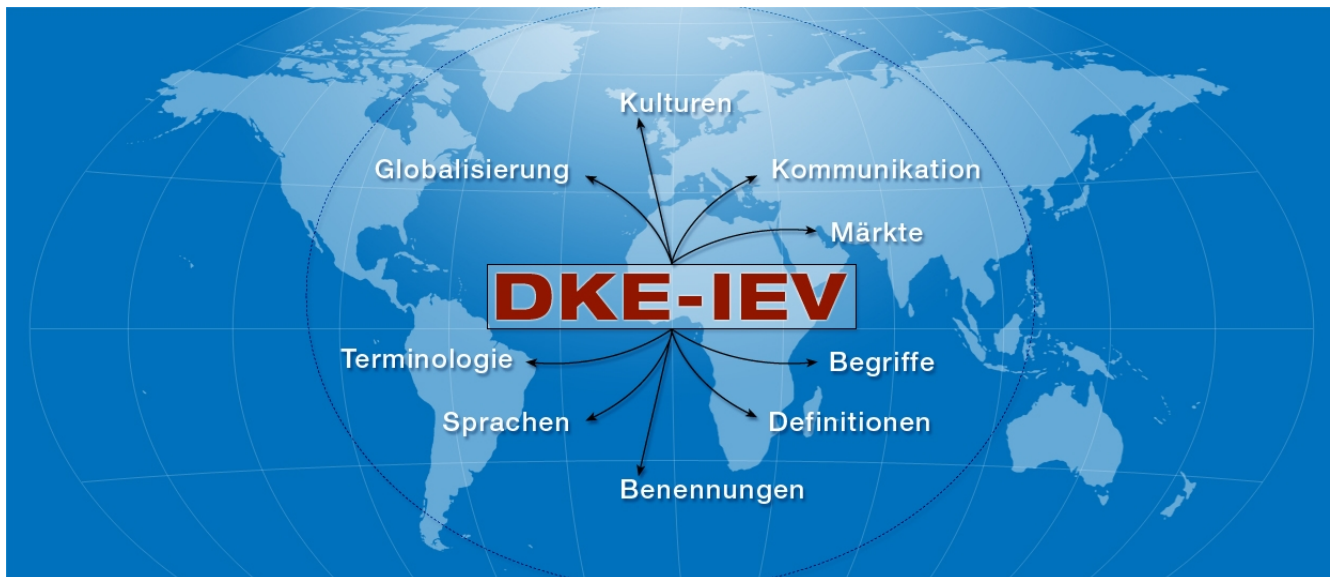 Kulturen
Globalisierung
Kommunikation
Märkte
DKE-IEV
Terminologie
Begriffe
Sprachen
Definitionen
Benennungen